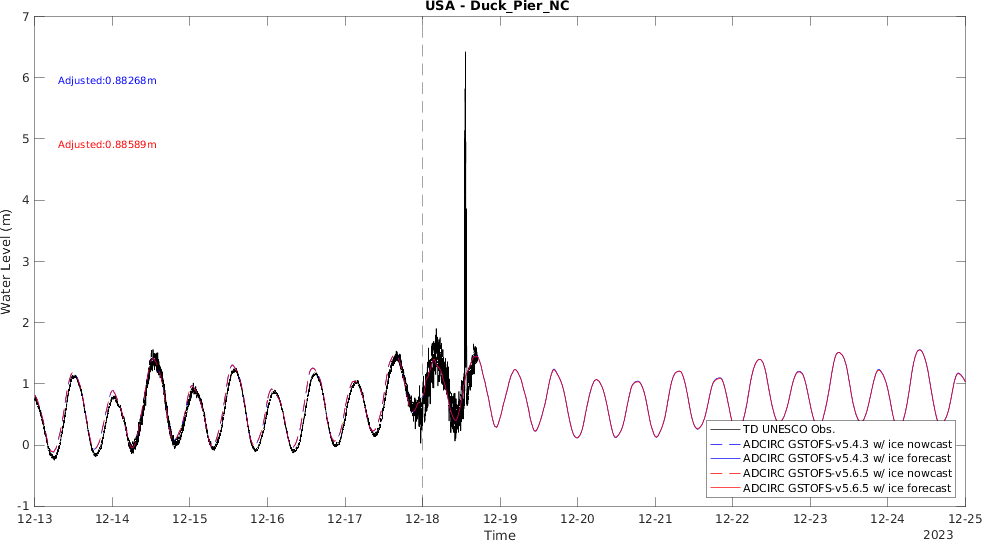 USA - Duck_Pier_NC
7
6
5
4
3
2
1
0
-1
Water Level (m)
Adjusted:0.88268m
Adjusted:0.88589m
TD UNESCO Obs.
ADCIRC GSTOFS-v5.4.3 w/ ice nowcast
ADCIRC GSTOFS-v5.4.3 w/ ice forecast
ADCIRC GSTOFS-v5.6.5 w/ ice nowcast
ADCIRC GSTOFS-v5.6.5 w/ ice forecast
12-13 12-14 12-15 12-16 12-17 12-18 12-19 12-20 12-21 12-22 12-23 12-24 12-25
Time
2023